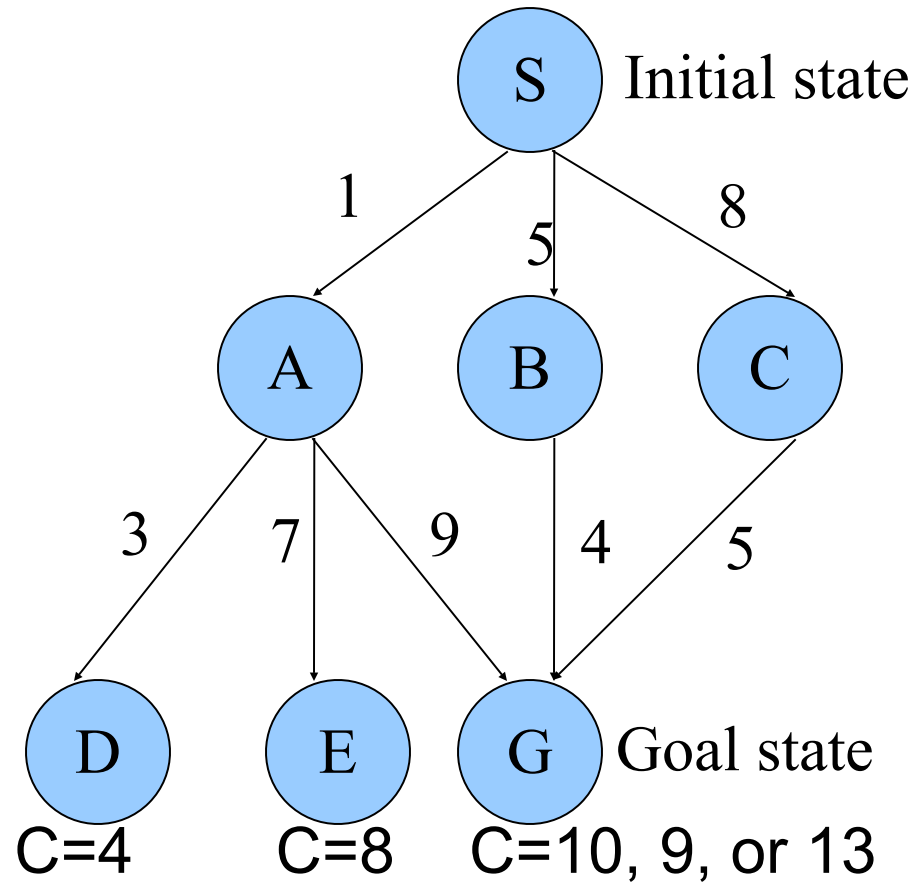 S Initial state
1
8
5
A B C
3 7 9 4 5
D E G Goal state
C=4 C=8 C=10, 9, or 13